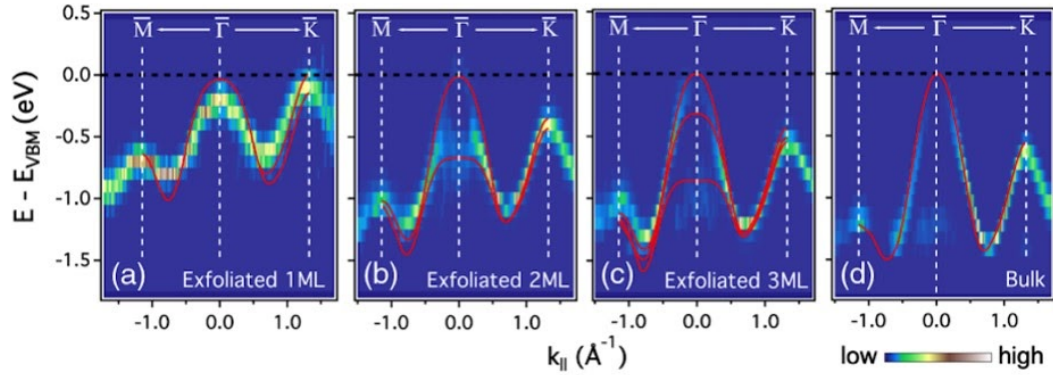 0.5
0.0
-0.5
-1.0
-1.5
E - E_VBM (eV)
M̅ ← Γ̅ → K̅
M̅ ← Γ̅ → K̅
M̅ ← Γ̅ → K̅
M̅ ← Γ̅ → K̅
(a) Exfoliated 1ML
(b) Exfoliated 2ML
(c) Exfoliated 3ML
(d) Bulk
-1.0 0.0 1.0
-1.0 0.0 1.0
-1.0 0.0 1.0
-1.0 0.0 1.0
k|| (Å⁻¹)
low high